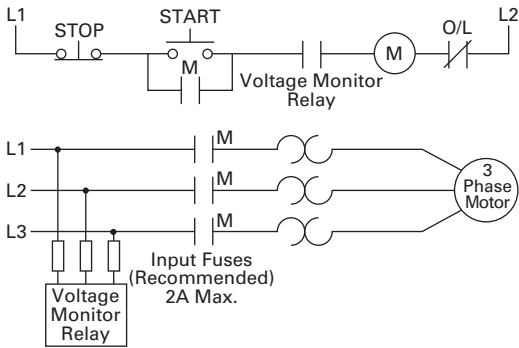 L1
L2
STOP
START
M
Voltage Monitor
Relay
M
O/L
L1
M
L2
M
L3
M
3
Phase
Motor
Input Fuses
(Recommended)
2A Max.
Voltage
Monitor
Relay